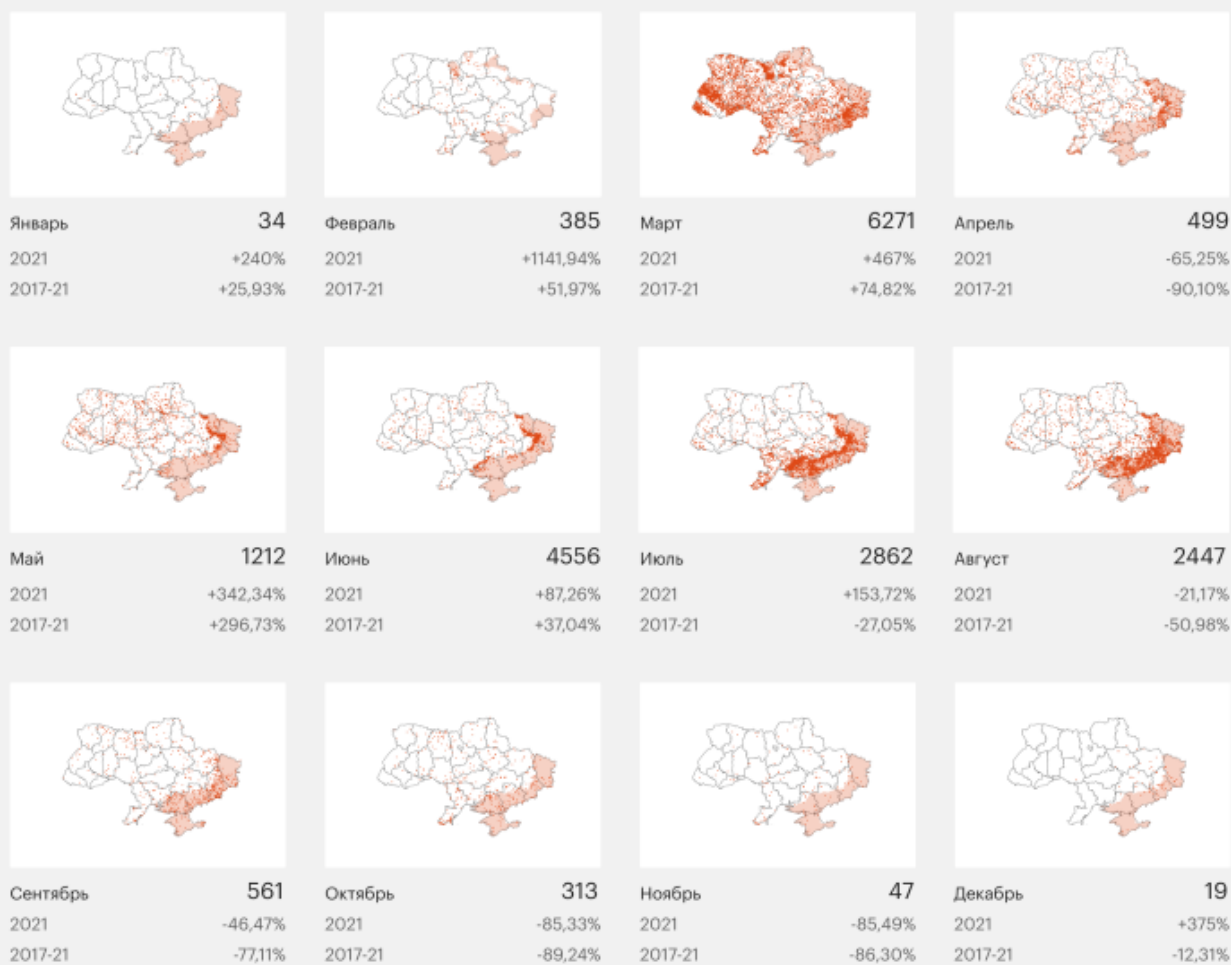 Январь 34 Февраль 385 Март 6271 Апрель 499
2021 +240% 2021 +1141,94% 2021 +467% 2021 -65,25%
2017-21 +25,93% 2017-21 +51,97% 2017-21 +74,82% 2017-21 -90,10%
Май 1212 Июнь 4556 Июль 2862 Август 2447
2021 +342,34% 2021 +87,26% 2021 +153,72% 2021 -21,17%
2017-21 +296,73% 2017-21 +37,04% 2017-21 -27,05% 2017-21 -50,98%
Сентябрь 561 Октябрь 313 Ноябрь 47 Декабрь 19
2021 -46,47% 2021 -85,33% 2021 -85,49% 2021 +375%
2017-21 -77,11% 2017-21 -89,24% 2017-21 -86,30% 2017-21 -12,31%